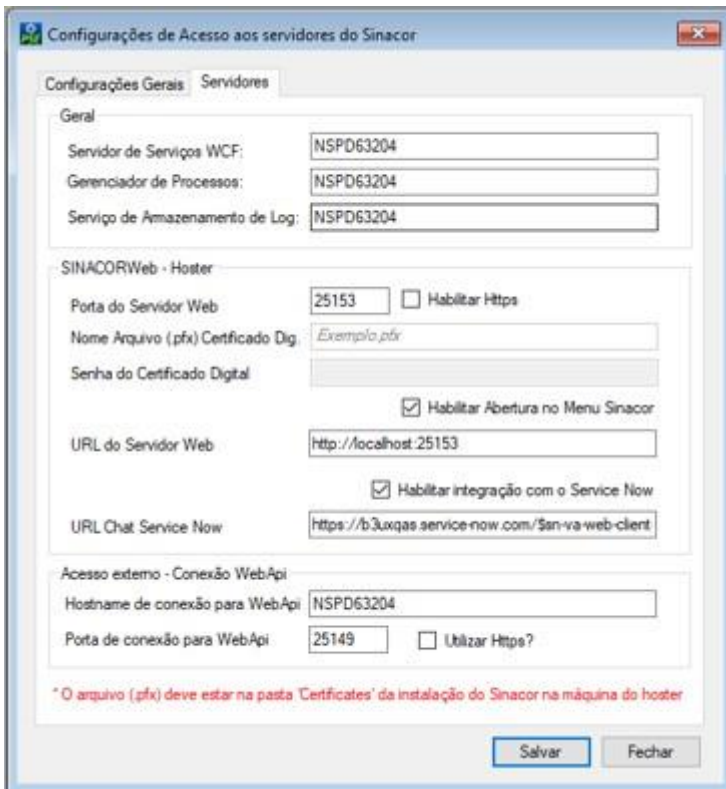 Configurações de Acesso aos servidores do Sinacor
Configurações Gerais Servidores
Geral
Servidor de Serviços WCF: NSPD63204
Gerenciador de Processos: NSPD63204
Serviço de Armazenamento de Log: NSPD63204
SINACORWeb - Hoster
Porta do Servidor Web 25153 Habilitar Https
Nome Arquivo (.pfx) Certificado Dig. Exemplo.pfx
Senha do Certificado Digital
Habilitar Abertura no Menu Sinacor
URL do Servidor Web http://localhost:25153
Habilitar integração com o Service Now
URL Chat Service Now https://b3uxqas.service-now.com/$sn-va-web-client
Acesso externo - Conexão WebApi
Hostname de conexão para WebApi NSPD63204
Porta de conexão para WebApi 25149 Utilizar Https?
* O arquivo (.pfx) deve estar na pasta 'Certificates' da instalação do Sinacor na máquina do hoster
Salvar Fechar